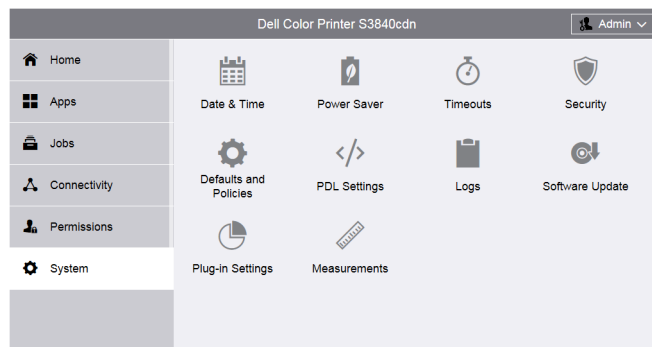 Dell Color Printer S3840cdn
Admin
Home
Apps
Jobs
Connectivity
Permissions
System
Date & Time
Power Saver
Timeouts
Security
Defaults and
Policies
PDL Settings
Logs
Software Update
Plug-in Settings
Measurements